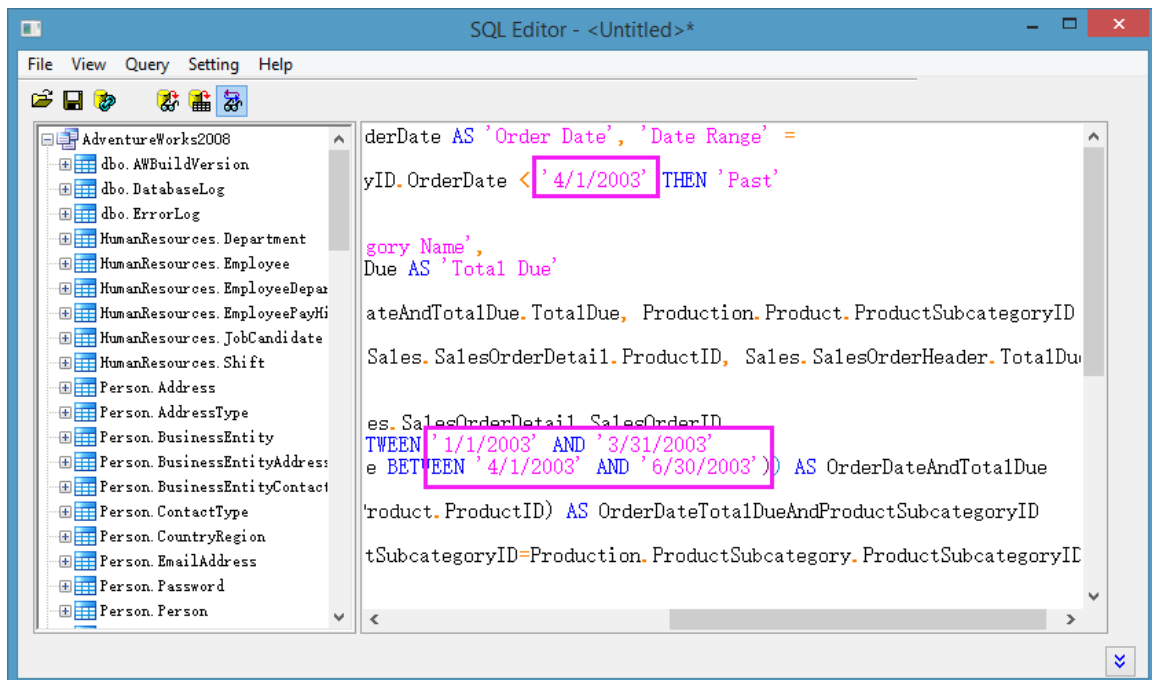 SQL Editor - <Untitled>*
File View Query Setting Help
AdventureWorks2008
dbo.AWBuildVersion
dbo.DatabaseLog
dbo.ErrorLog
HumanResources.Department
HumanResources.Employee
HumanResources.EmployeeDepar
HumanResources.EmployeePayHi
HumanResources.JobCandidate
HumanResources.Shift
Person.Address
Person.AddressType
Person.BusinessEntity
Person.BusinessEntityAddress
Person.BusinessEntityContact
Person.ContactType
Person.CountryRegion
Person.EmailAddress
Person.Password
Person.Person
derDate AS 'Order Date', 'Date Range' =
yID.OrderDate < '4/1/2003' THEN 'Past'
gory Name',
Due AS 'Total Due'
ateAndTotalDue.TotalDue, Production.Product.ProductSubcategoryID
Sales.SalesOrderDetail.ProductID, Sales.SalesOrderHeader.TotalDu
es.SalesOrderDetail.SalesOrderID
TWEEN '1/1/2003' AND '3/31/2003'
e BETWEEN '4/1/2003' AND '6/30/2003')) AS OrderDateAndTotalDue
'roduct.ProductID) AS OrderDateTotalDueAndProductSubcategoryID
tSubcategoryID=Production.ProductSubcategory.ProductSubcategoryID